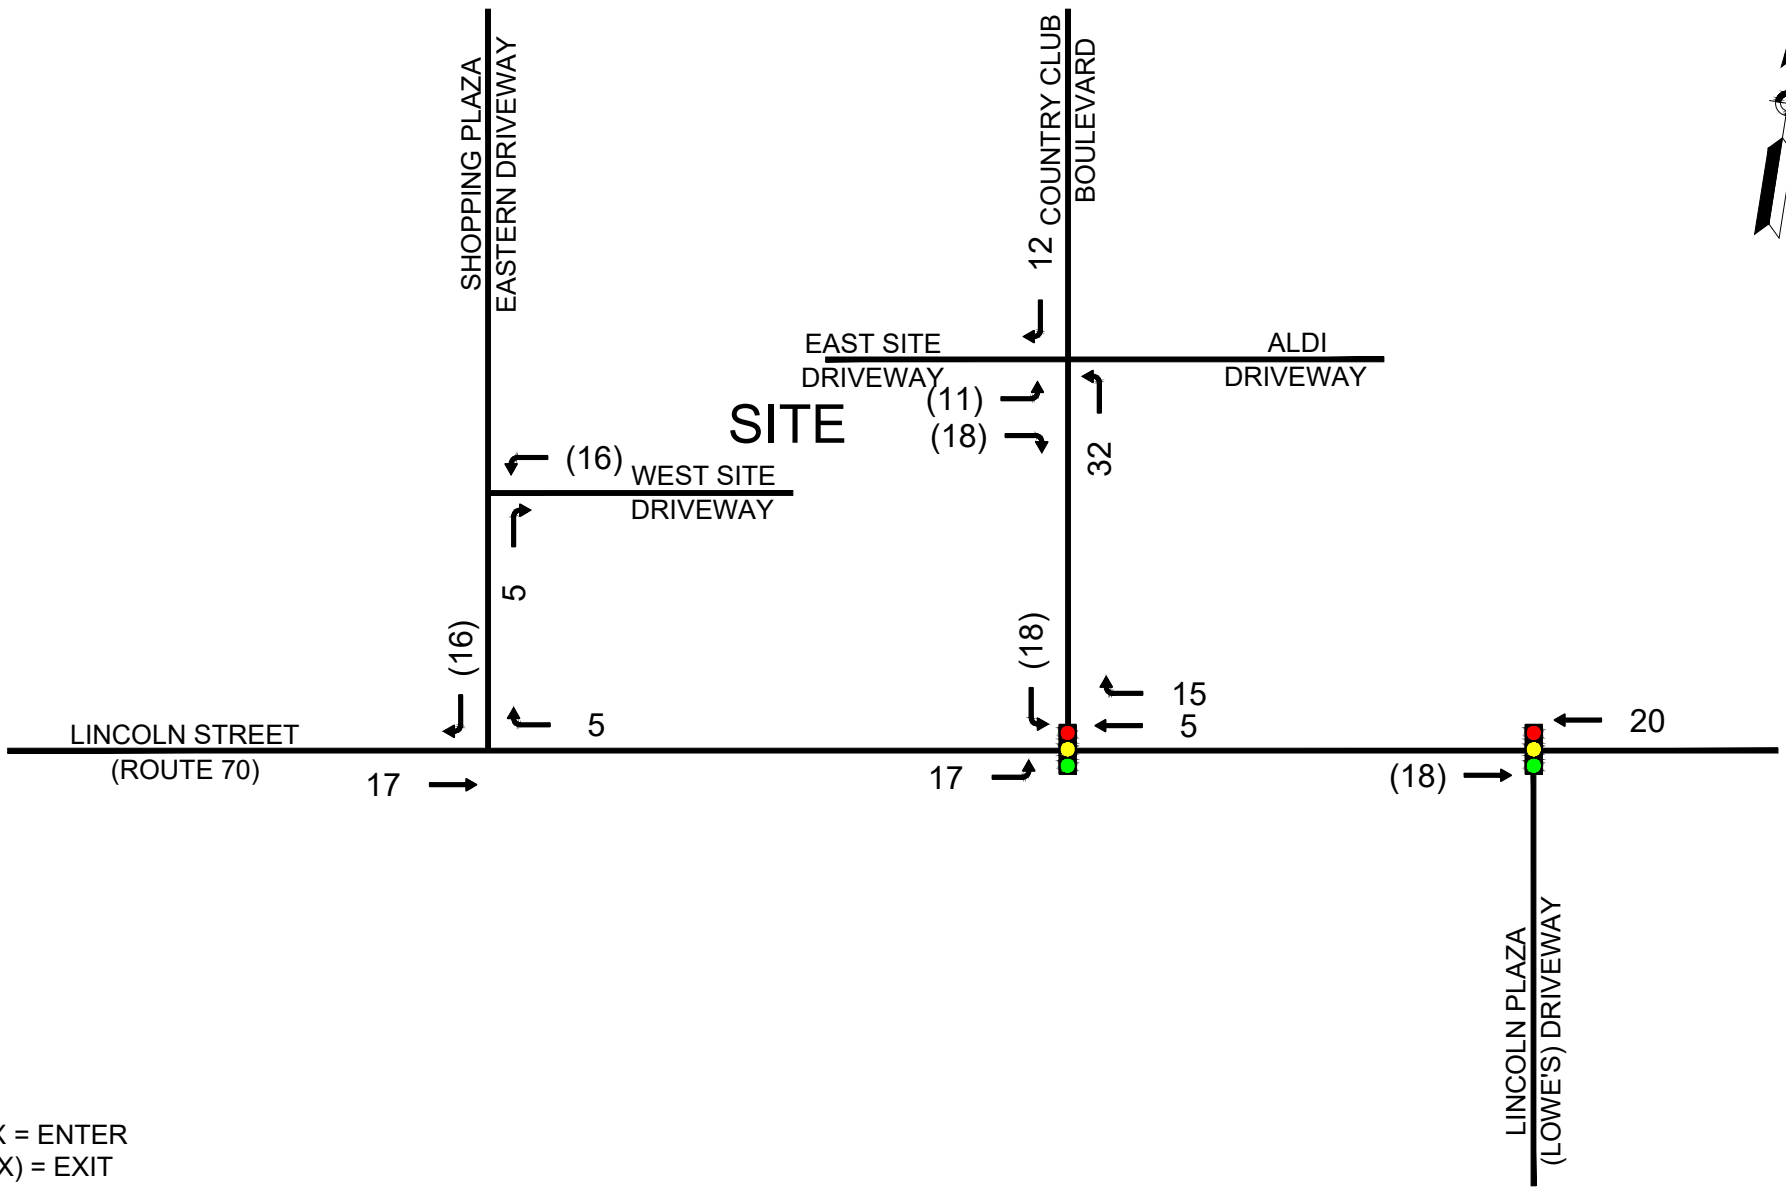 SHOPPING PLAZA
EASTERN DRIVEWAY
COUNTRY CLUB
BOULEVARD
12
EAST SITE
DRIVEWAY
ALDI
DRIVEWAY
(11)
(18)
32
SITE
(16)
WEST SITE
DRIVEWAY
5
(16)
(18)
15
5
5
20
LINCOLN STREET
(ROUTE 70)
17
17
(18)
LINCOLN PLAZA
(LOWE'S) DRIVEWAY
X = ENTER
X) = EXIT